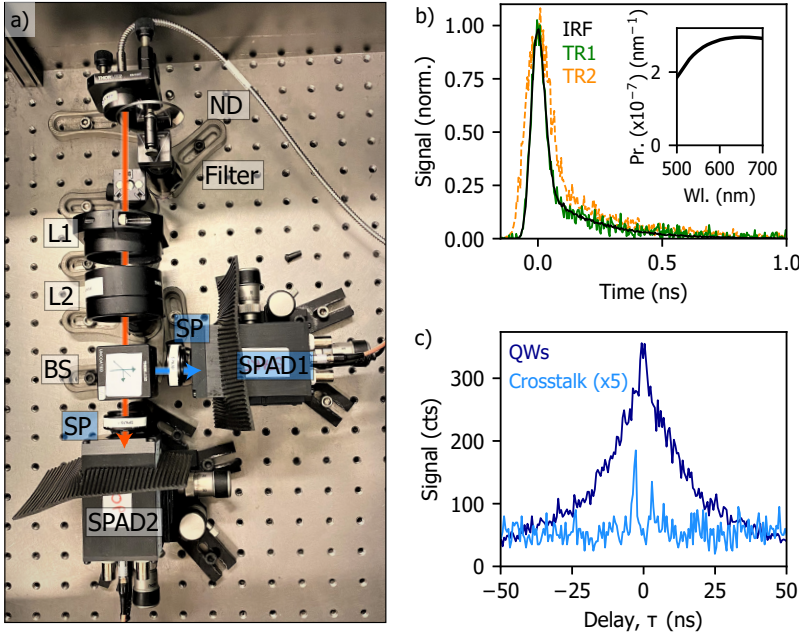 a)
ND
Filter
L1
L2
SP
BS
SPAD1
SP
SPAD2
b)
Signal (norm.)
1.00
0.75
0.50
0.25
0.00
IRF
TR1
TR2
Pr. (x10⁻⁷) (nm⁻¹)
2
0
500 600 700
Wl. (nm)
0.0 0.5 1.0
Time (ns)
c)
QWs
Crosstalk (x5)
Signal (cts)
300
200
100
0
−50 −25 0 25 50
Delay, τ (ns)